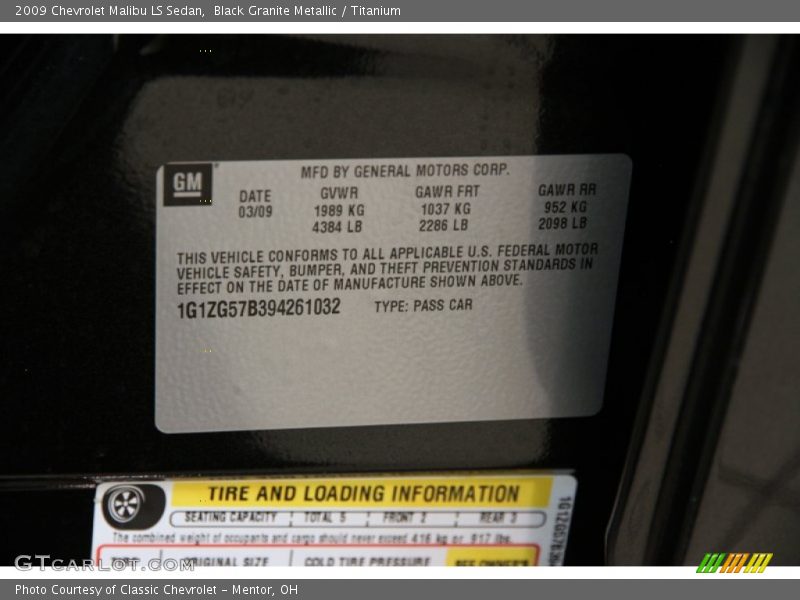 2009 Chevrolet Malibu LS Sedan, Black Granite Metallic / Titanium
GM
MFD BY GENERAL MOTORS CORP.
DATE GVWR GAWR FRT GAWR RR
03/09 1989 KG 1037 KG 952 KG
4384 LB 2286 LB 2098 LB
THIS VEHICLE CONFORMS TO ALL APPLICABLE U.S. FEDERAL MOTOR
VEHICLE SAFETY, BUMPER, AND THEFT PREVENTION STANDARDS IN
EFFECT ON THE DATE OF MANUFACTURE SHOWN ABOVE.
1G1ZG57B394261032 TYPE: PASS CAR
TIRE AND LOADING INFORMATION
SEATING CAPACITY TOTAL 5 FRONT 2 REAR 3
The combined weight of occupants and cargo should never exceed 416 kg or 917 lbs.
TIRE ORIGINAL SIZE COLD TIRE PRESSURE SEE OWNER'S
GTCarLot.com
Photo Courtesy of Classic Chevrolet - Mentor, OH